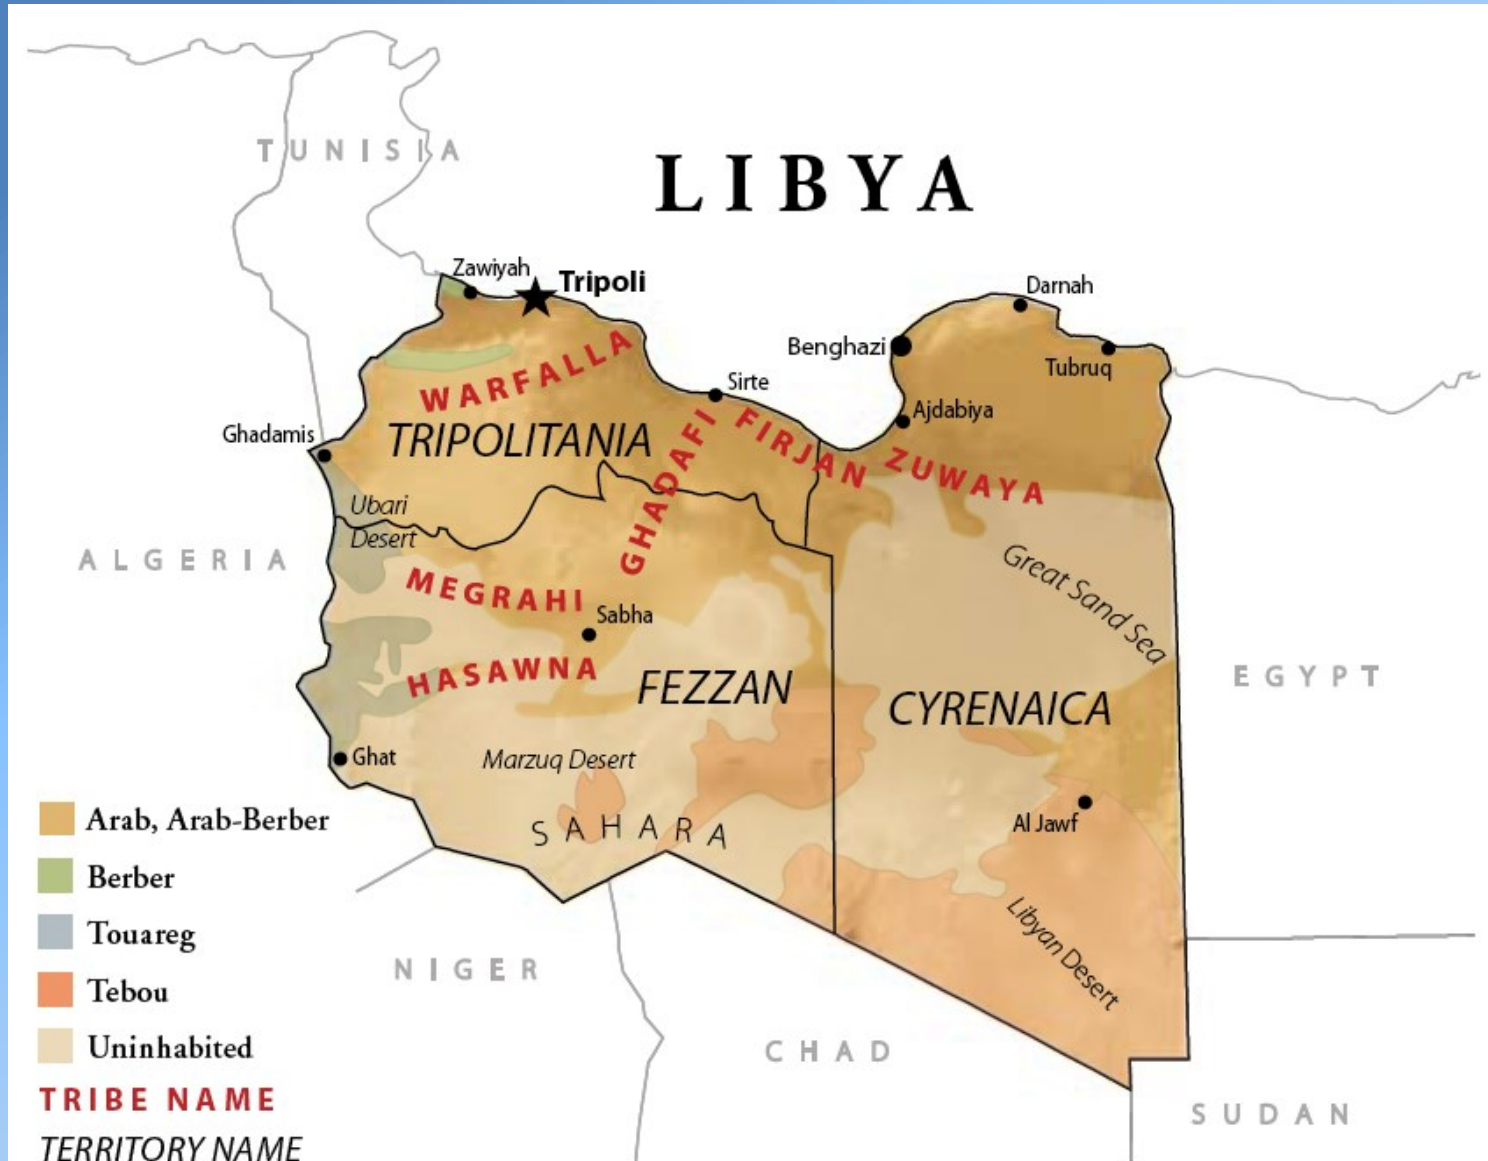 LIBYA
TUNISIA
Zawiyah
Tripoli
Darnah
Benghazi
Tubruq
WARFALLA
Sirte
Ajdabiya
Ghadamis
TRIPOLITANIA
GHADAFI
FIRJAN
ZUWAYA
Ubari
Desert
ALGERIA
MEGRAHI
Sabha
Great Sand Sea
HASAWNA
FEZZAN
CYRENAICA
EGYPT
Ghat
Marzuq Desert
SAHARA
Al Jawf
Libyan Desert
NIGER
CHAD
SUDAN
Arab, Arab-Berber
Berber
Touareg
Tebou
Uninhabited
TRIBE NAME
TERRITORY NAME